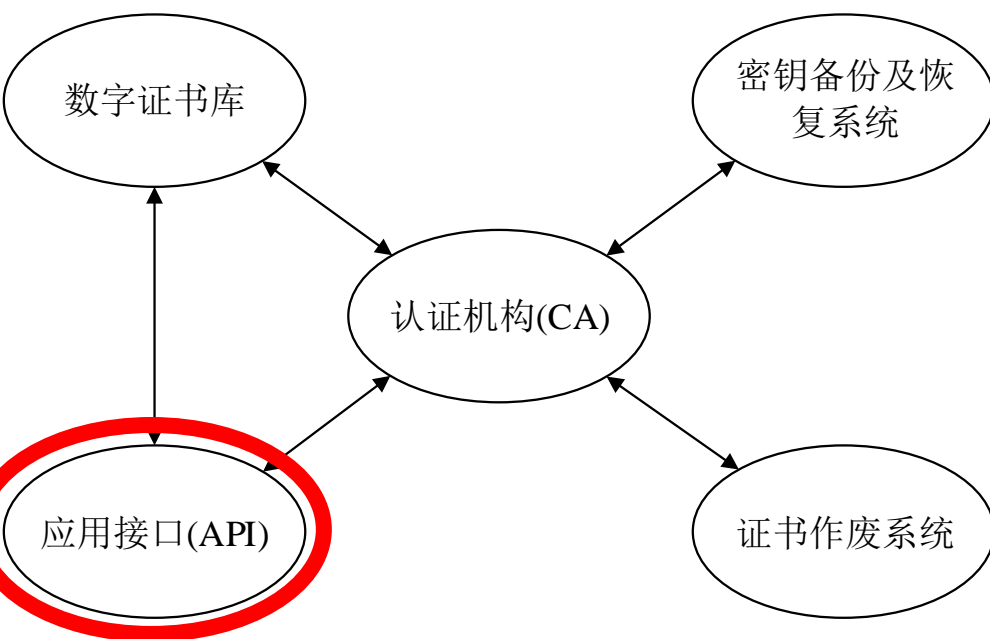 数字证书库
密钥备份及恢
复系统
认证机构(CA)
应用接口(API)
证书作废系统